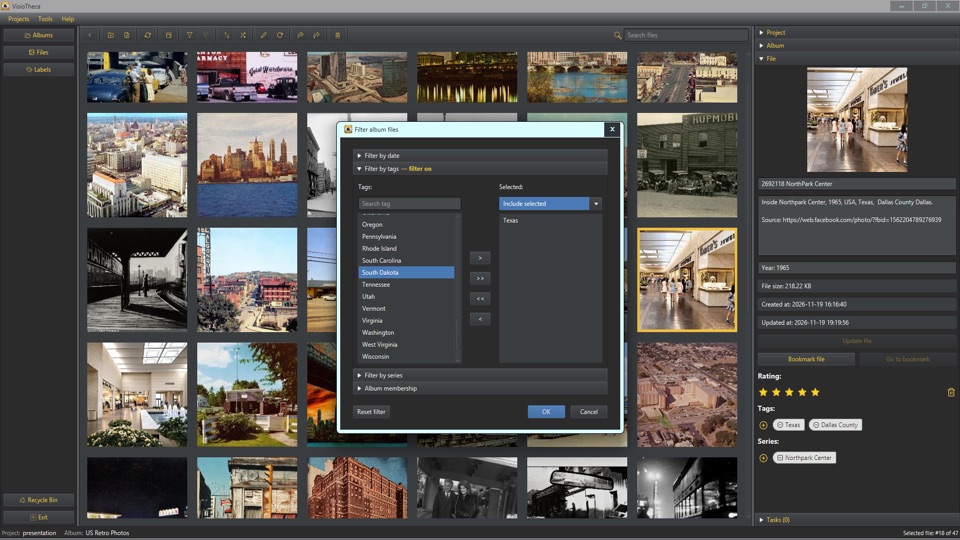 VisioTheca
Projects Tools Help
Albums
Files
Labels
Search files
Filter album files
Filter by date
Filter by tags — filter on
Tags:
Search tag
Oregon
Pennsylvania
Rhode Island
South Carolina
South Dakota
Tennessee
Utah
Vermont
Virginia
Washington
West Virginia
Wisconsin
>
>>
<<
<
Selected:
Include selected
Texas
Filter by series
Album membership
Reset filter
OK
Cancel
Project
Album
File
2692118 NorthPark Center
Inside Northpark Center, 1965, USA, Texas, Dallas County Dallas.
Source: https://web.facebook.com/photo/?fbid=1562204789276939
Year: 1965
File size: 218.22 KB
Created at: 2026-11-19 16:16:40
Updated at: 2026-11-19 19:19:56
Update file
Bookmark file
Go to bookmark
Rating:
Tags:
Texas
Dallas County
Series:
Northpark Center
Tasks (0)
Recycle Bin
Exit
Project: presentation Album: US Retro Photos
Selected file: #18 of 47
HUPMOBI